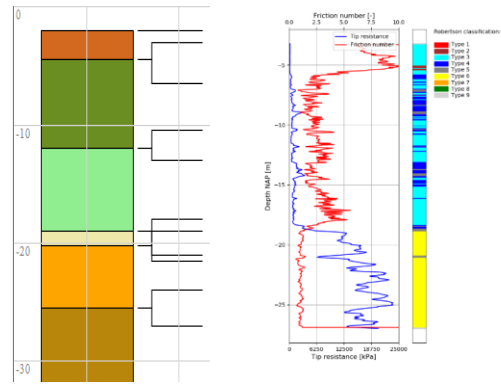 0
-10
-20
-30
Friction number [-]
0.0 2.5 5.0 7.5 10.0
Tip resistance
Friction number
-5
-10
-15
-20
-25
Depth NAP [m]
0 6250 12500 18750 25000
Tip resistance [kPa]
Robertson classification:
Type 1
Type 2
Type 3
Type 4
Type 5
Type 6
Type 7
Type 8
Type 9